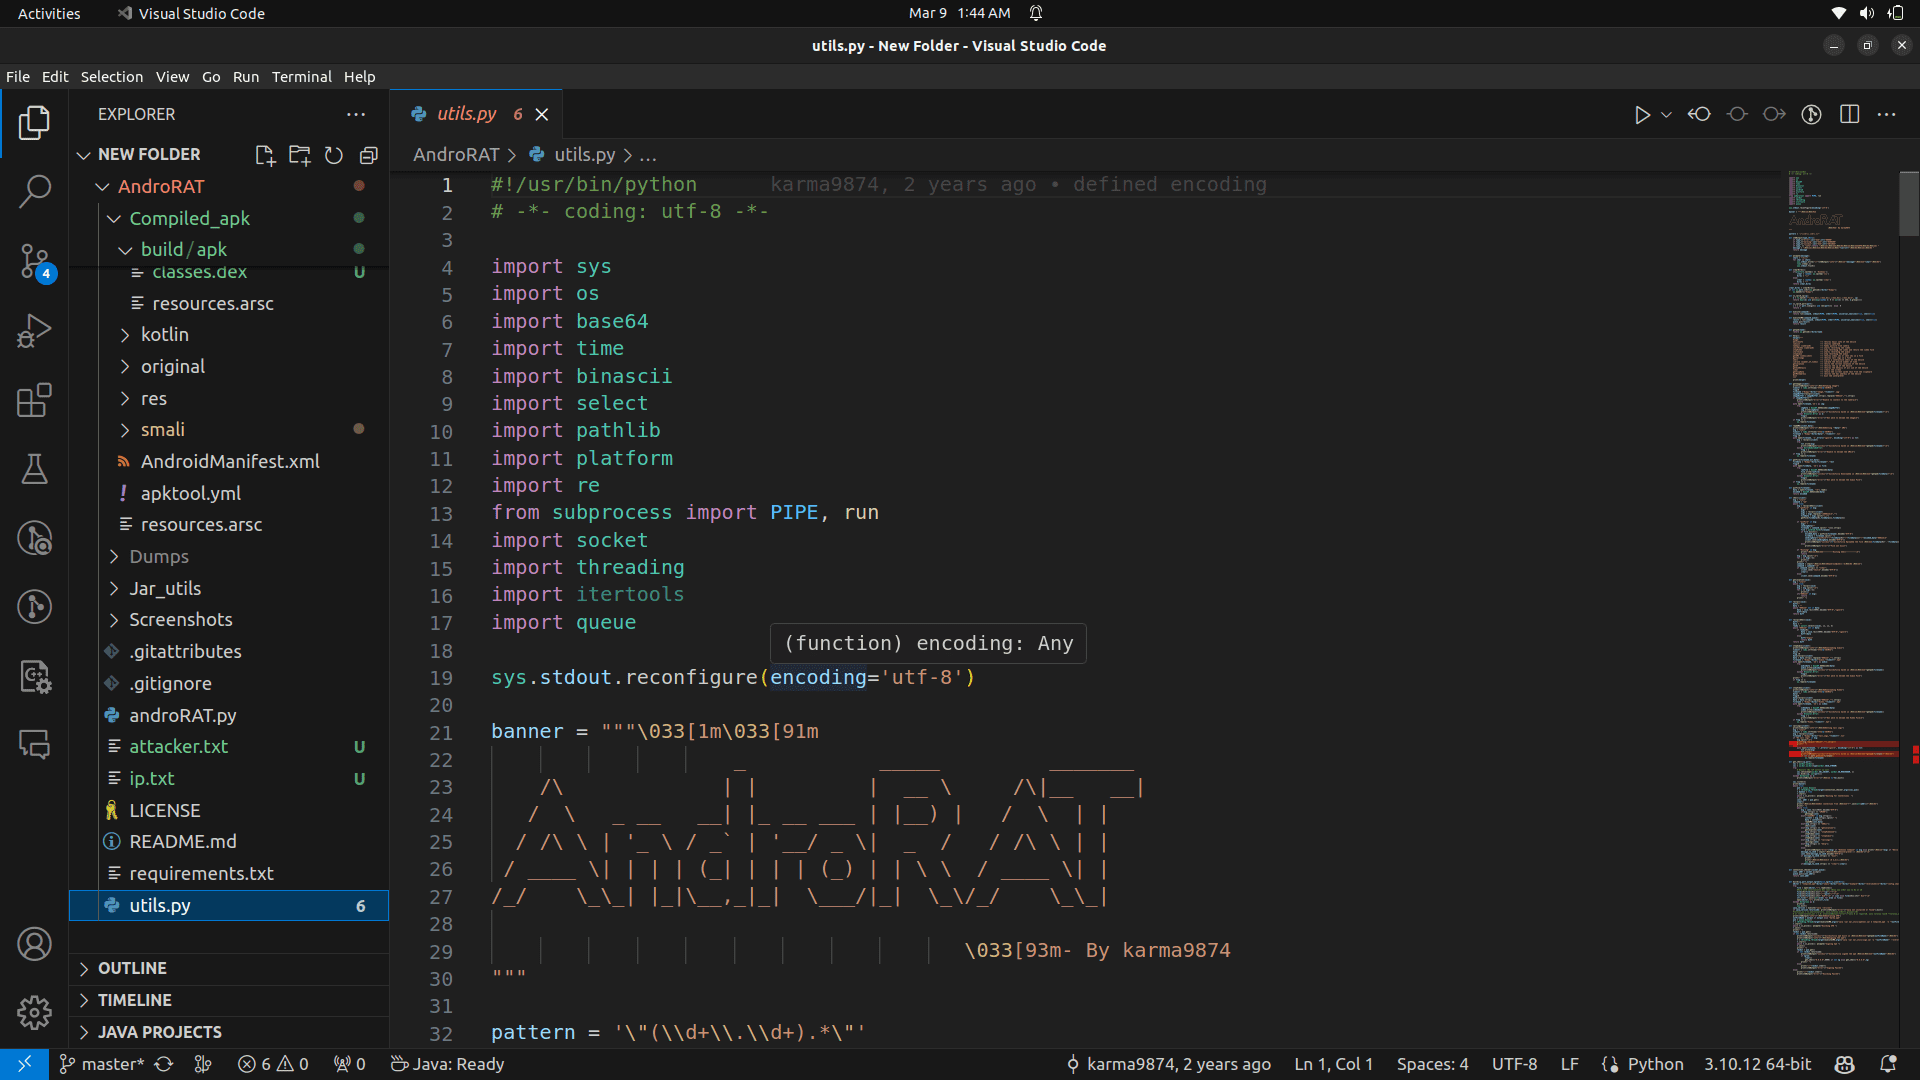 Activities
Visual Studio Code
Mar 9 1:44 AM
utils.py - New Folder - Visual Studio Code
File Edit Selection View Go Run Terminal Help
EXPLORER
NEW FOLDER
AndroRAT
Compiled_apk
build/apk
classes.dex U
resources.arsc
kotlin
original
res
smali
AndroidManifest.xml
apktool.yml
resources.arsc
Dumps
Jar_utils
Screenshots
.gitattributes
.gitignore
androRAT.py
attacker.txt U
ip.txt U
LICENSE
README.md
requirements.txt
utils.py 6
OUTLINE
TIMELINE
JAVA PROJECTS
4
utils.py 6
AndroRAT > utils.py > ...
1 #!/usr/bin/python karma9874, 2 years ago • defined encoding
2 # -*- coding: utf-8 -*-
3
4 import sys
5 import os
6 import base64
7 import time
8 import binascii
9 import select
10 import pathlib
11 import platform
12 import re
13 from subprocess import PIPE, run
14 import socket
15 import threading
16 import itertools
17 import queue
(function) encoding: Any
18
19 sys.stdout.reconfigure(encoding='utf-8')
20
21 banner = """\033[1m\033[91m
22                     _           ______         ________
23     /\             | |         |  __ \     /\|__   __|
24    /  \   _ __   __| |_ __ ___ | |__) |   /  \  | |
25   / /\ \ | '_ \ / _` | '__/ _ \|  _  /   / /\ \ | |
26  / ____ \| | | | (_| | | | (_) | | \ \  / ____ \| |
27 /_/    \_\_| |_|\__,_|_|  \___/|_|  \_\/_/    \_\_|
28
29 \033[93m- By karma9874
30 """
31
32 pattern = '\"(\\d+\\.\\d+).*\"'
master* 6 0 0 Java: Ready
karma9874, 2 years ago Ln 1, Col 1 Spaces: 4 UTF-8 LF Python 3.10.12 64-bit